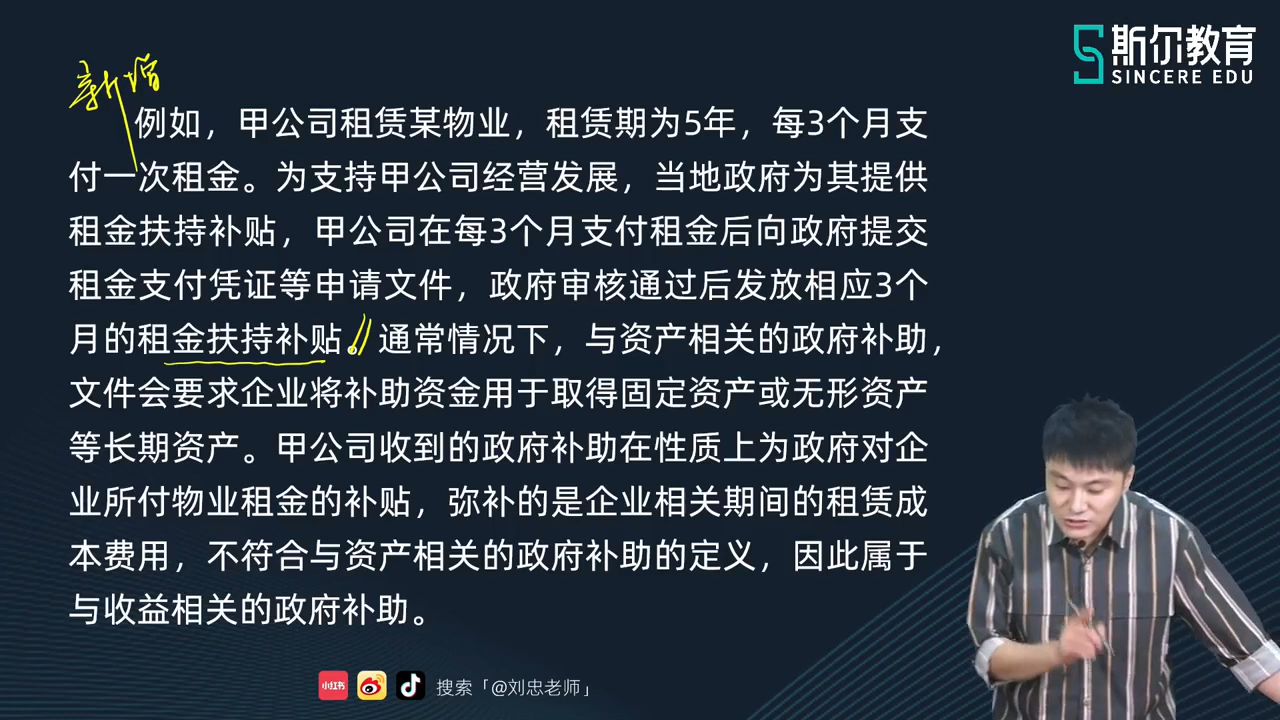 斯尔教育
SINCERE EDU
新增
例如，甲公司租赁某物业，租赁期为5年，每3个月支
付一次租金。为支持甲公司经营发展，当地政府为其提供
租金扶持补贴，甲公司在每3个月支付租金后向政府提交
租金支付凭证等申请文件，政府审核通过后发放相应3个
月的租金扶持补贴。通常情况下，与资产相关的政府补助，
文件会要求企业将补助资金用于取得固定资产或无形资产
等长期资产。甲公司收到的政府补助在性质上为政府对企
业所付物业租金的补贴，弥补的是企业相关期间的租赁成
本费用，不符合与资产相关的政府补助的定义，因此属于
与收益相关的政府补助。
小红书
搜索「@刘忠老师」